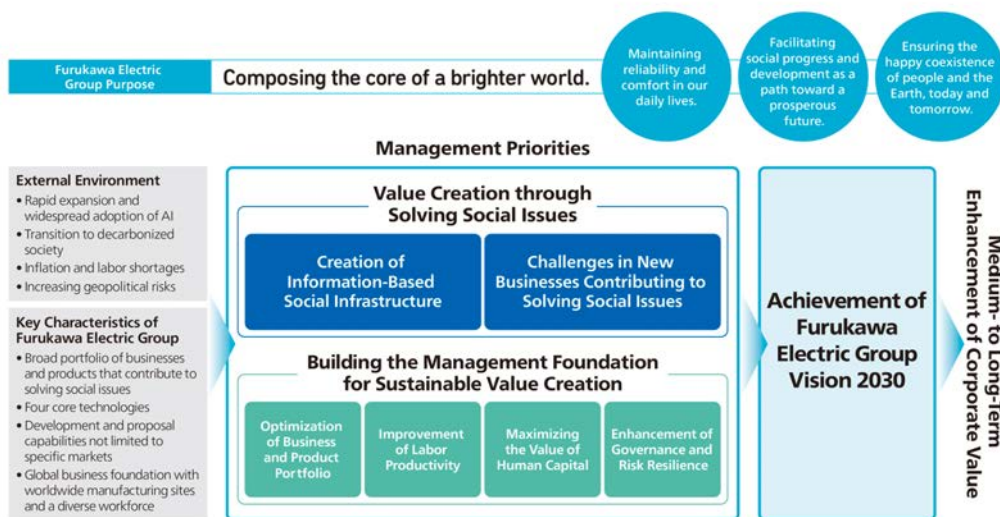 Furukawa Electric
Group Purpose
Composing the core of a brighter world.
Maintaining
reliability and
comfort in our
daily lives.
Facilitating
social progress and
development as a
path toward a
prosperous
future.
Ensuring the
happy coexistence
of people and the
Earth, today and
tomorrow.
External Environment
• Rapid expansion and
widespread adoption of AI
• Transition to decarbonized
society
• Inflation and labor shortages
• Increasing geopolitical risks
Key Characteristics of
Furukawa Electric Group
• Broad portfolio of businesses
and products that contribute to
solving social issues
• Four core technologies
• Development and proposal
capabilities not limited to
specific markets
• Global business foundation with
worldwide manufacturing sites
and a diverse workforce
Management Priorities
Value Creation through
Solving Social Issues
Creation of
Information-Based
Social Infrastructure
Challenges in New
Businesses Contributing to
Solving Social Issues
Building the Management Foundation
for Sustainable Value Creation
Optimization
of Business
and Product
Portfolio
Improvement
of Labor
Productivity
Maximizing
the Value of
Human Capital
Enhancement of
Governance and
Risk Resilience
Achievement of
Furukawa
Electric Group
Vision 2030
Medium- to Long-Term
Enhancement of Corporate Value